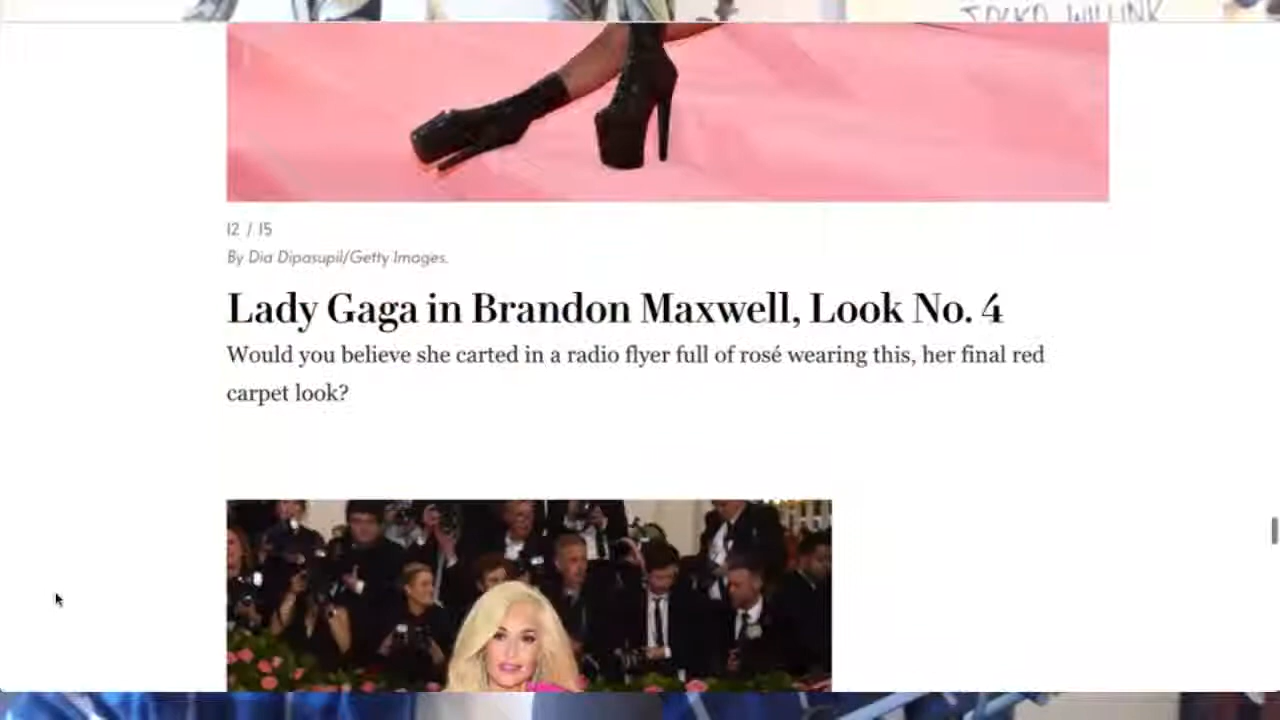 JOCKO WILLINK
12 / 15
By Dia Dipasupil/Getty Images.
Lady Gaga in Brandon Maxwell, Look No. 4
Would you believe she carted in a radio flyer full of rosé wearing this, her final red
carpet look?